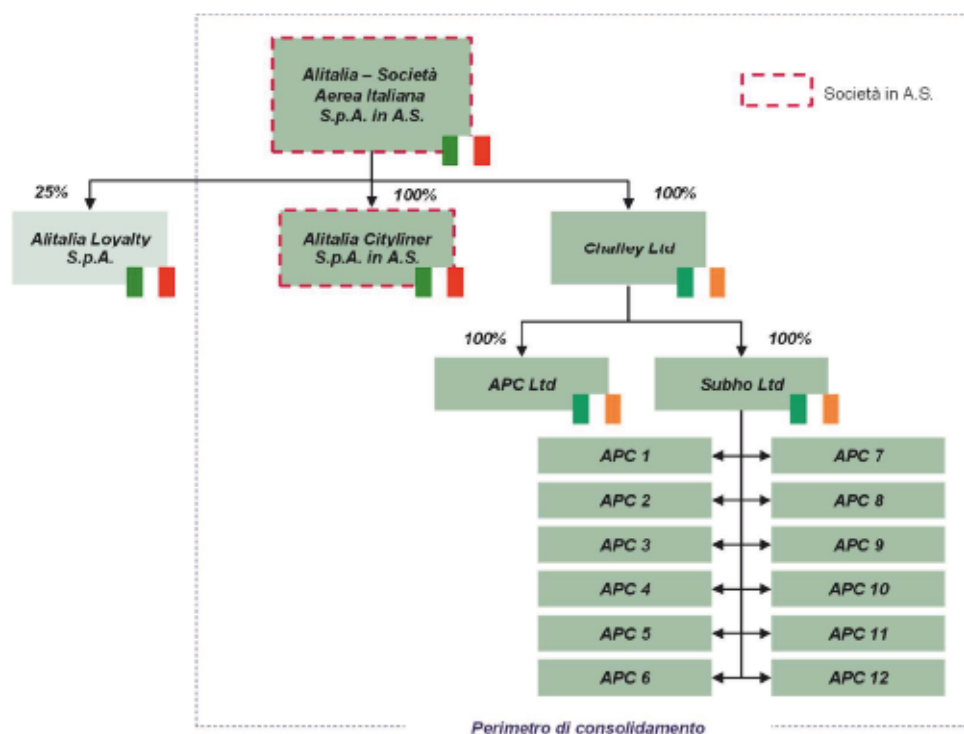 Alitalia – Società
Aerea Italiana
S.p.A. in A.S.
Società in A.S.
25%
100%
100%
Alitalia Loyalty
S.p.A.
Alitalia Cityliner
S.p.A. in A.S.
Challey Ltd
100%
100%
APC Ltd
Subho Ltd
APC 1
APC 7
APC 2
APC 8
APC 3
APC 9
APC 4
APC 10
APC 5
APC 11
APC 6
APC 12
Perimetro di consolidamento